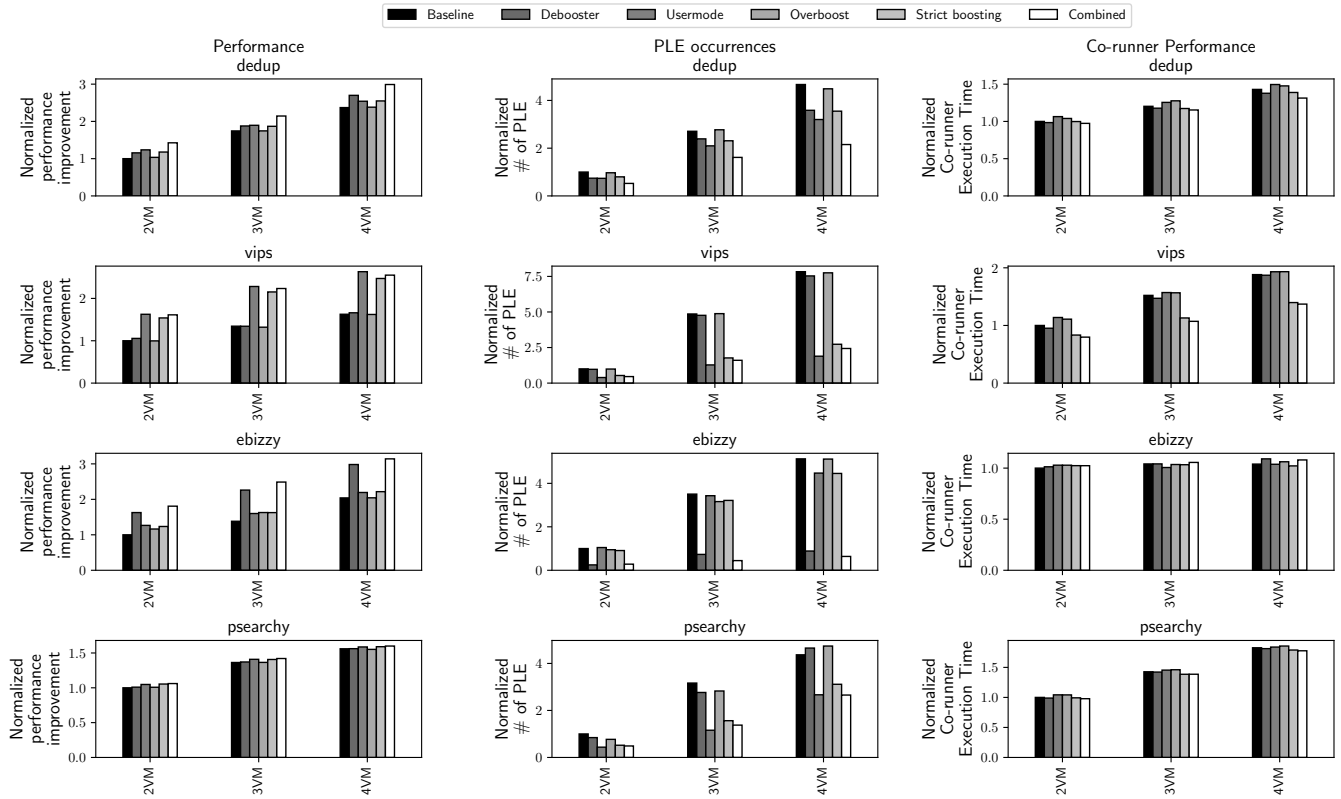 Baseline Debooster Usermode Overboost Strict boosting Combined
Performance
dedup
Normalized
performance
improvement
3
2
1
0
2VM 3VM 4VM
PLE occurrences
dedup
Normalized
# of PLE
4
2
0
2VM 3VM 4VM
Co-runner Performance
dedup
Normalized
Co-runner
Execution Time
1.5
1.0
0.5
0.0
2VM 3VM 4VM
vips
Normalized
performance
improvement
2
1
0
2VM 3VM 4VM
vips
Normalized
# of PLE
7.5
5.0
2.5
0.0
2VM 3VM 4VM
vips
Normalized
Co-runner
Execution Time
2
1
0
2VM 3VM 4VM
ebizzy
Normalized
performance
improvement
3
2
1
0
2VM 3VM 4VM
ebizzy
Normalized
# of PLE
4
2
0
2VM 3VM 4VM
ebizzy
Normalized
Co-runner
Execution Time
1.0
0.5
0.0
2VM 3VM 4VM
psearchy
Normalized
performance
improvement
1.5
1.0
0.5
0.0
2VM 3VM 4VM
psearchy
Normalized
# of PLE
4
2
0
2VM 3VM 4VM
psearchy
Normalized
Co-runner
Execution Time
1.5
1.0
0.5
0.0
2VM 3VM 4VM